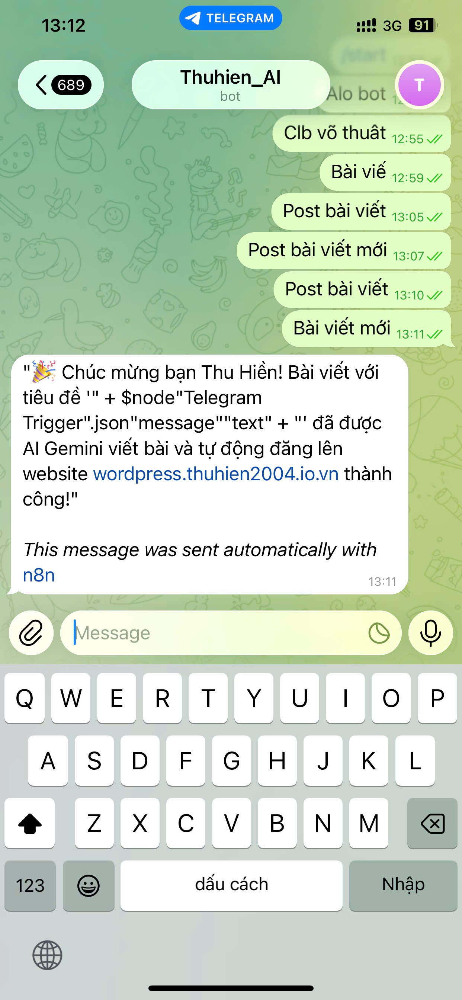 13:12
TELEGRAM
3G
91
/start
689
Thuhien_AI
bot
T
Alo bot
Clb võ thuât 12:55
Bài viế 12:59
Post bài viết 13:05
Post bài viết mới 13:07
Post bài viết 13:10
Bài viết mới 13:11
"🎉 Chúc mừng bạn Thu Hiền! Bài viết với
tiêu đề '" + $node"Telegram
Trigger".json"message""text" + "' đã được
AI Gemini viết bài và tự động đăng lên
website wordpress.thuhien2004.io.vn thành
công!"
This message was sent automatically with
n8n
13:11
Message
Q W E R T Y U I O P
A S D F G H J K L
Z X C V B N M
123 dấu cách Nhập